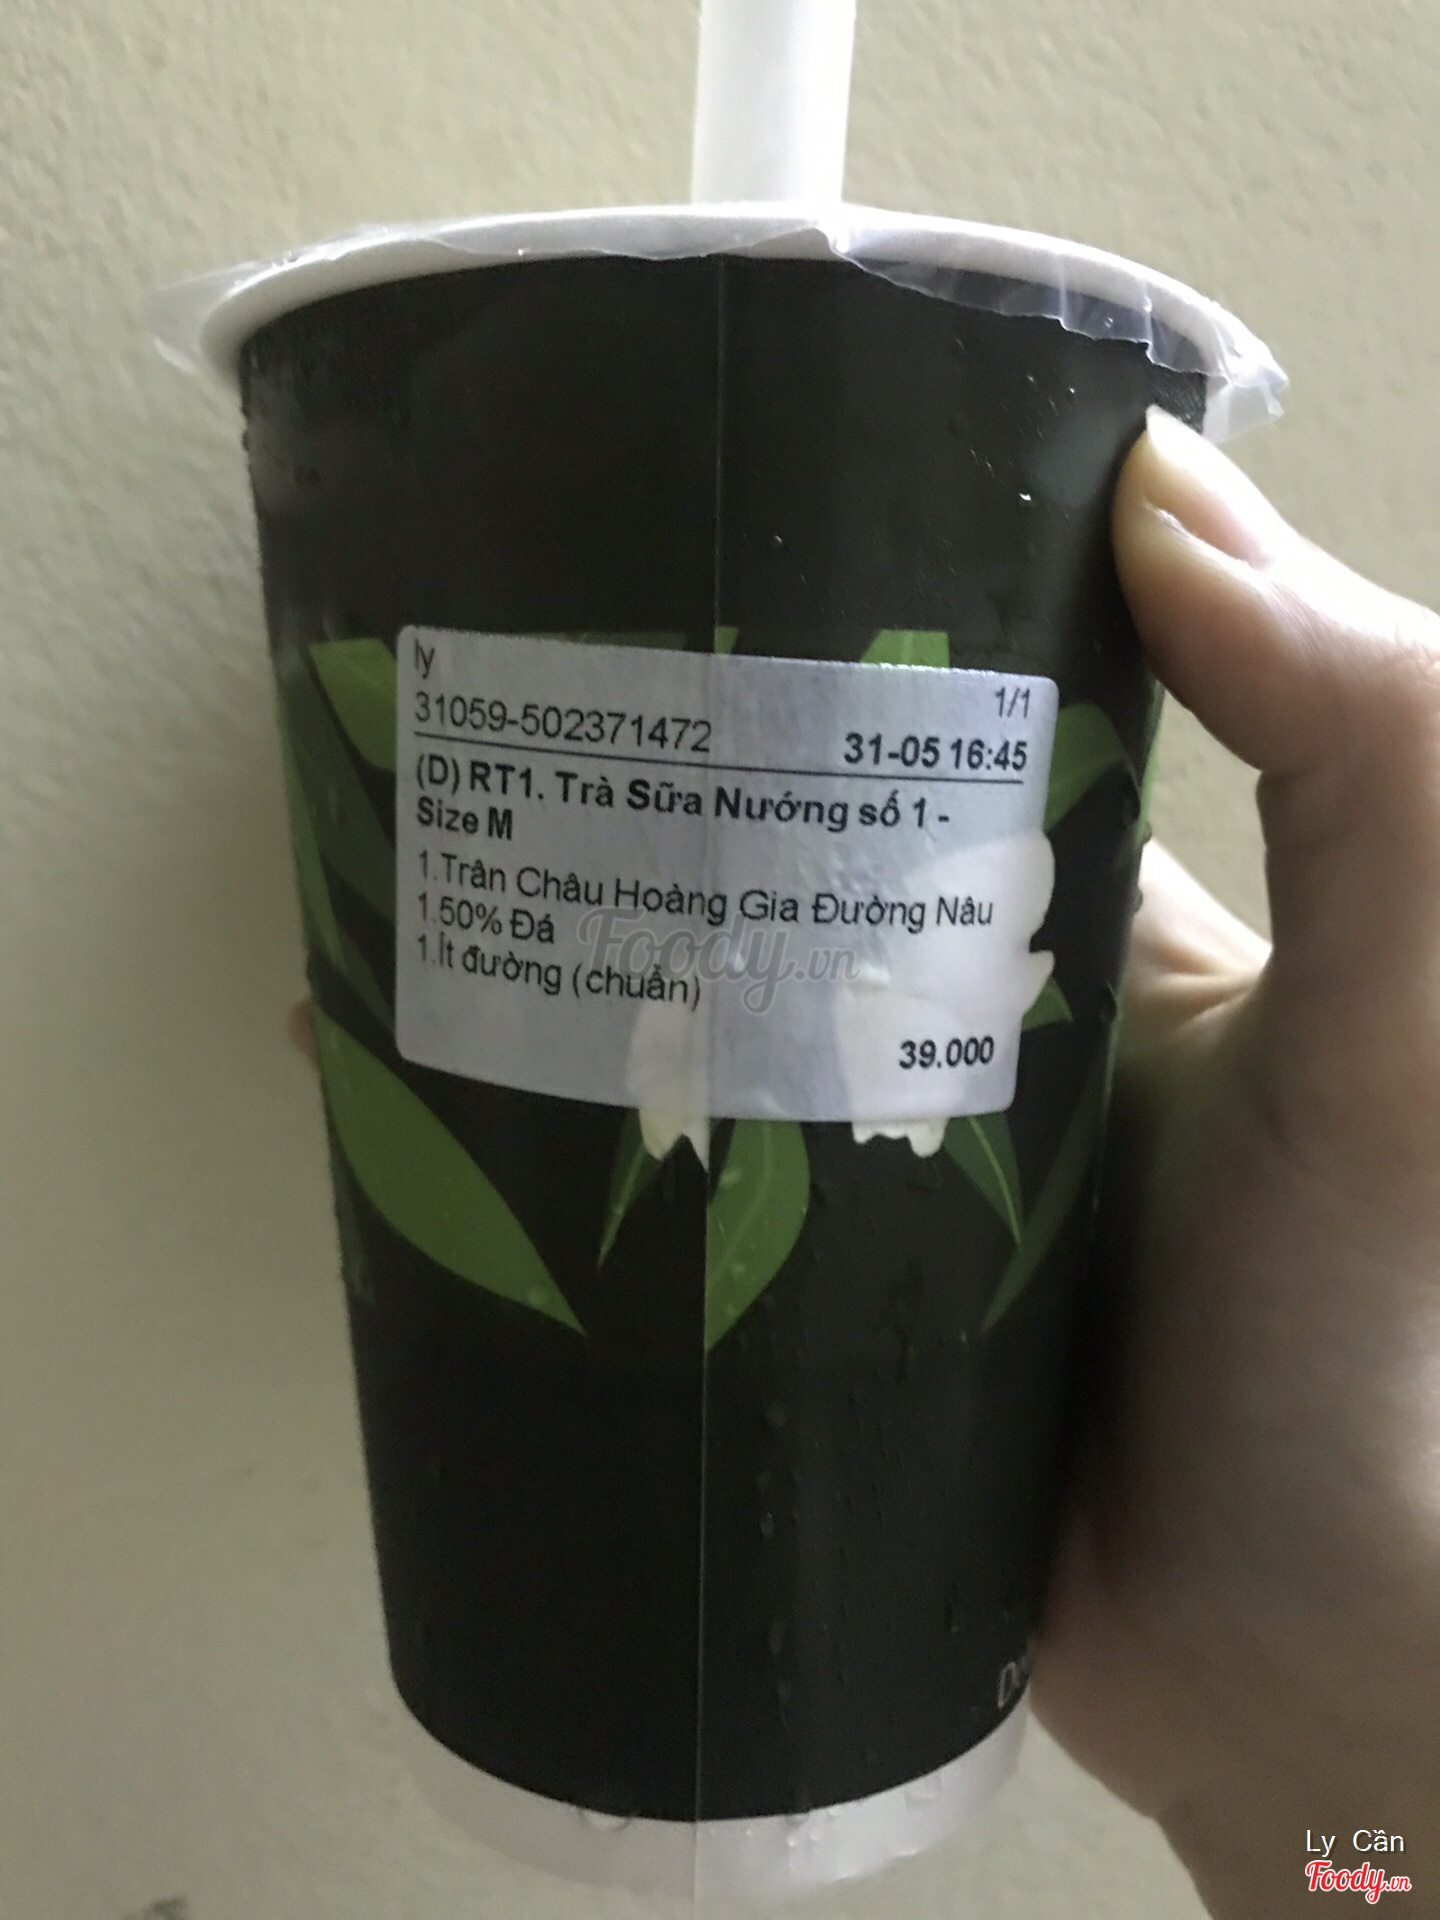 ly
1/1
31059-502371472
31-05 16:45
(D) RT1. Trà Sữa Nướng số 1 -
Size M
1.Trân Châu Hoàng Gia Đường Nâu
1.50% Đá
1.Ít đường (chuẩn)
39.000
Foody.vn
Ly Cần
Foody.vn